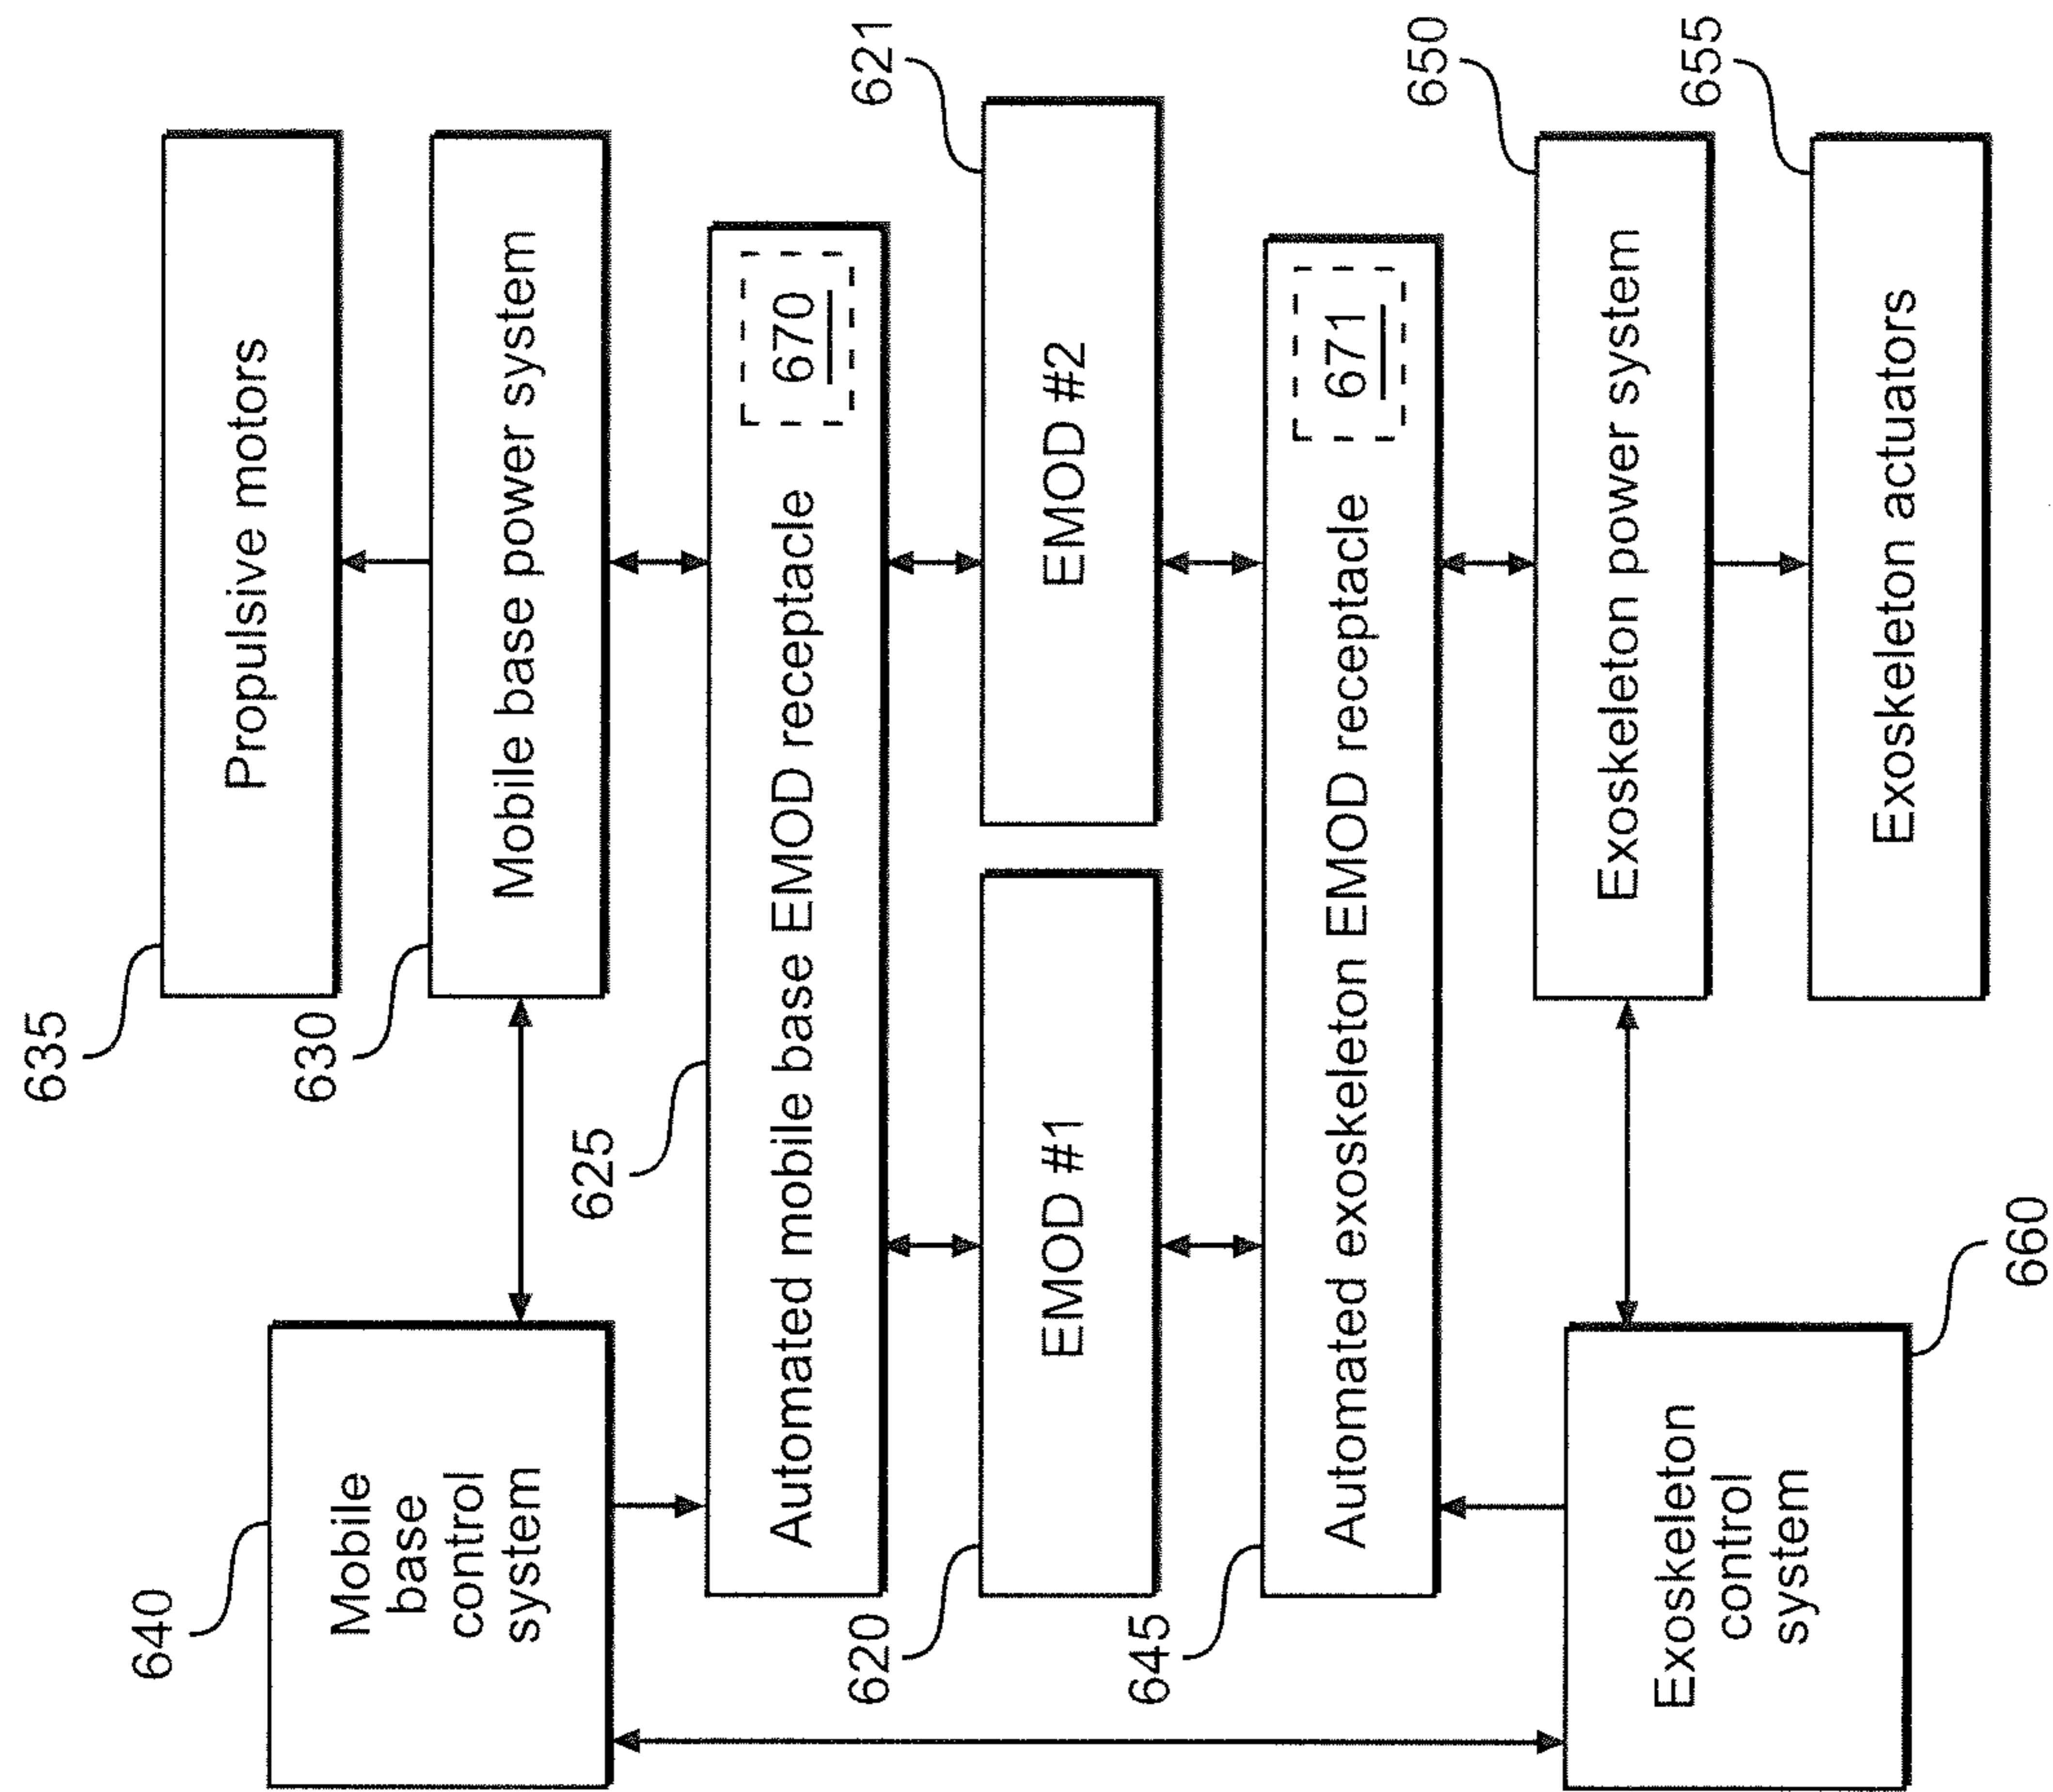 640
Mobile
base
control
system
635
Propulsive motors
630
Mobile base power system
625
Automated mobile base EMOD receptacle
670
620
EMOD #1
621
EMOD #2
645
Automated exoskeleton EMOD receptacle
671
650
Exoskeleton power system
655
Exoskeleton actuators
Exoskeleton
control
system
660